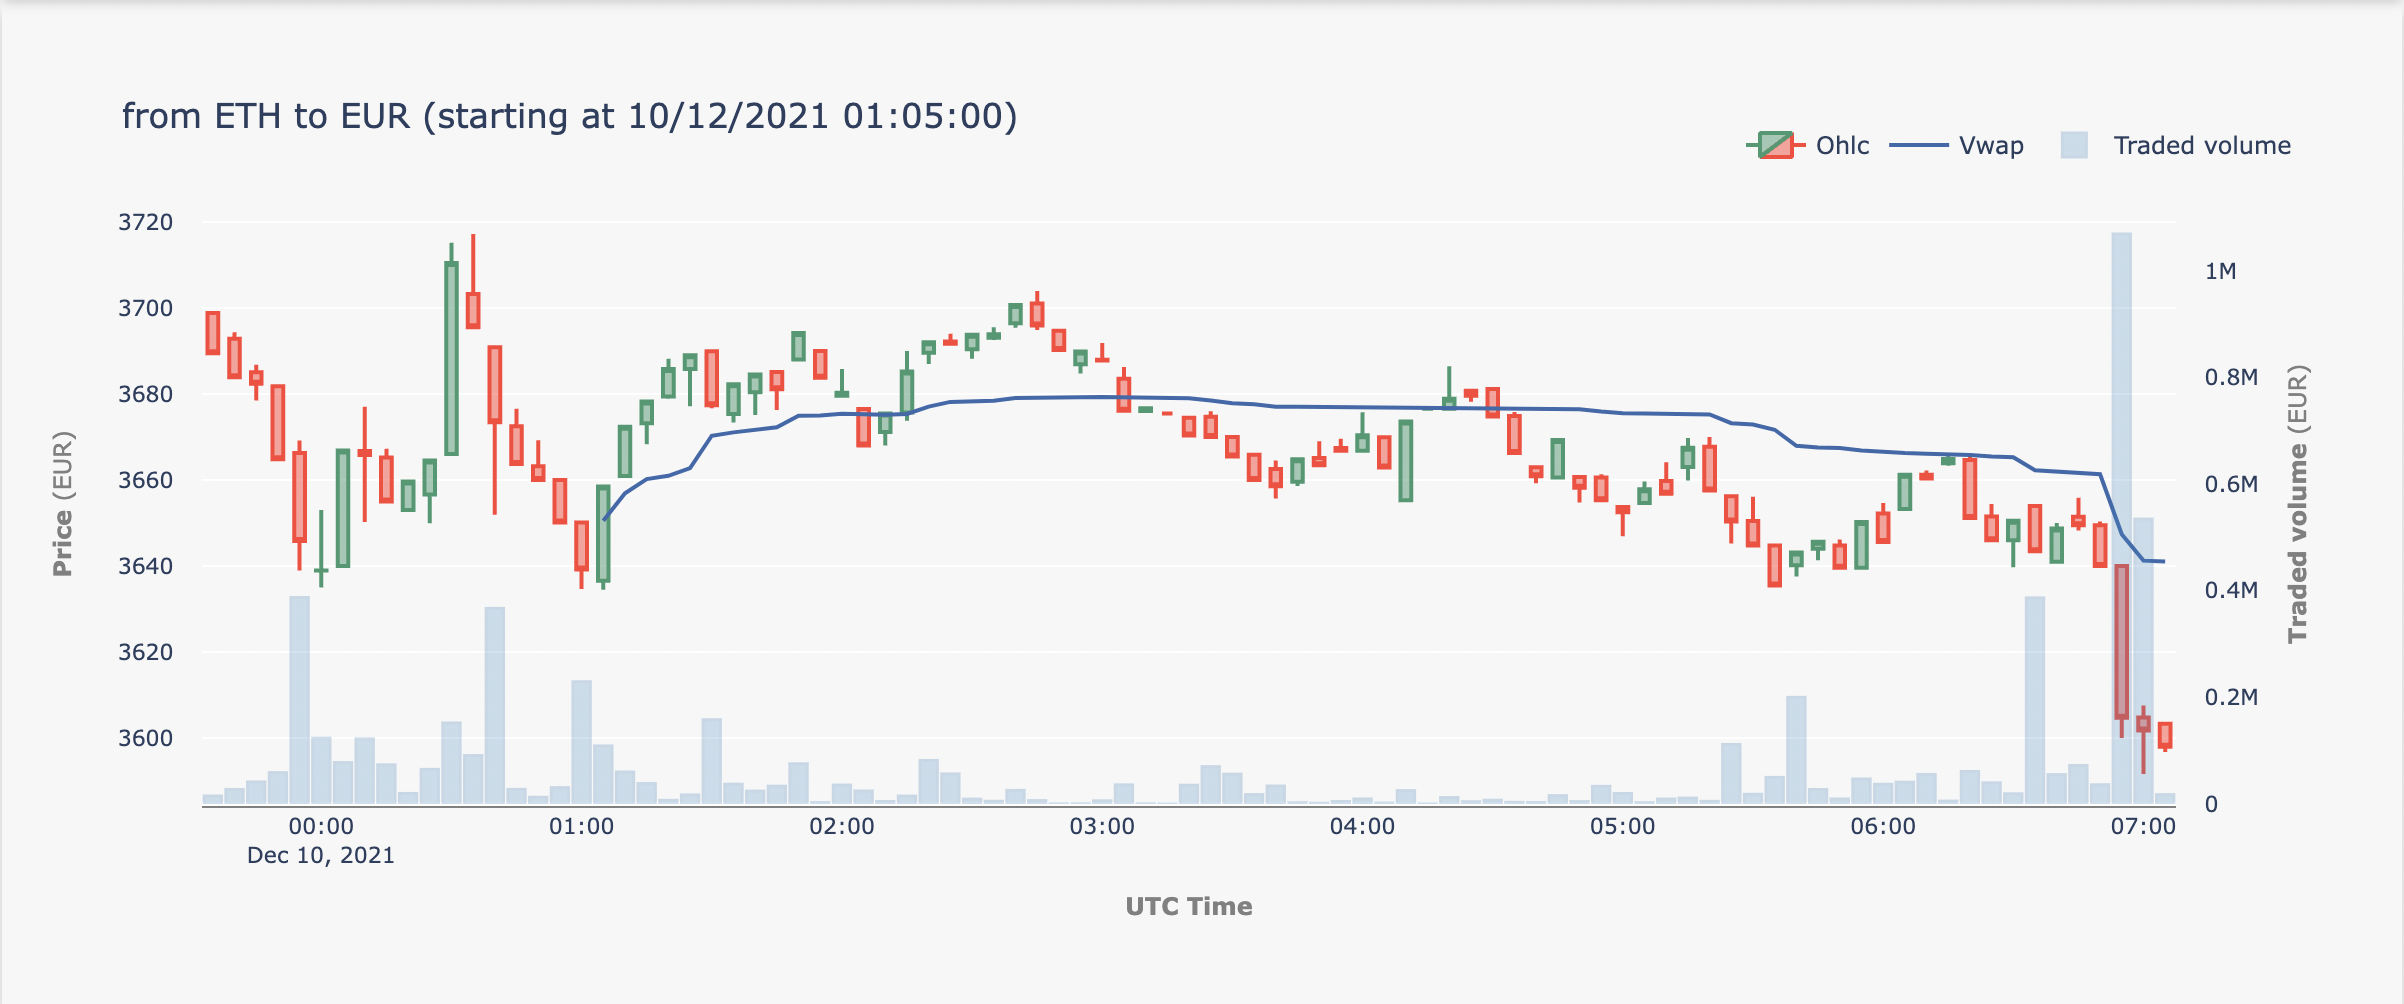 from ETH to EUR (starting at 10/12/2021 01:05:00)
Ohlc Vwap Traded volume
3720
3700
3680
3660
3640
3620
3600
Price (EUR)
1M
0.8M
0.6M
0.4M
0.2M
0
Traded volume (EUR)
00:00 01:00 02:00 03:00 04:00 05:00 06:00 07:00
Dec 10, 2021
UTC Time